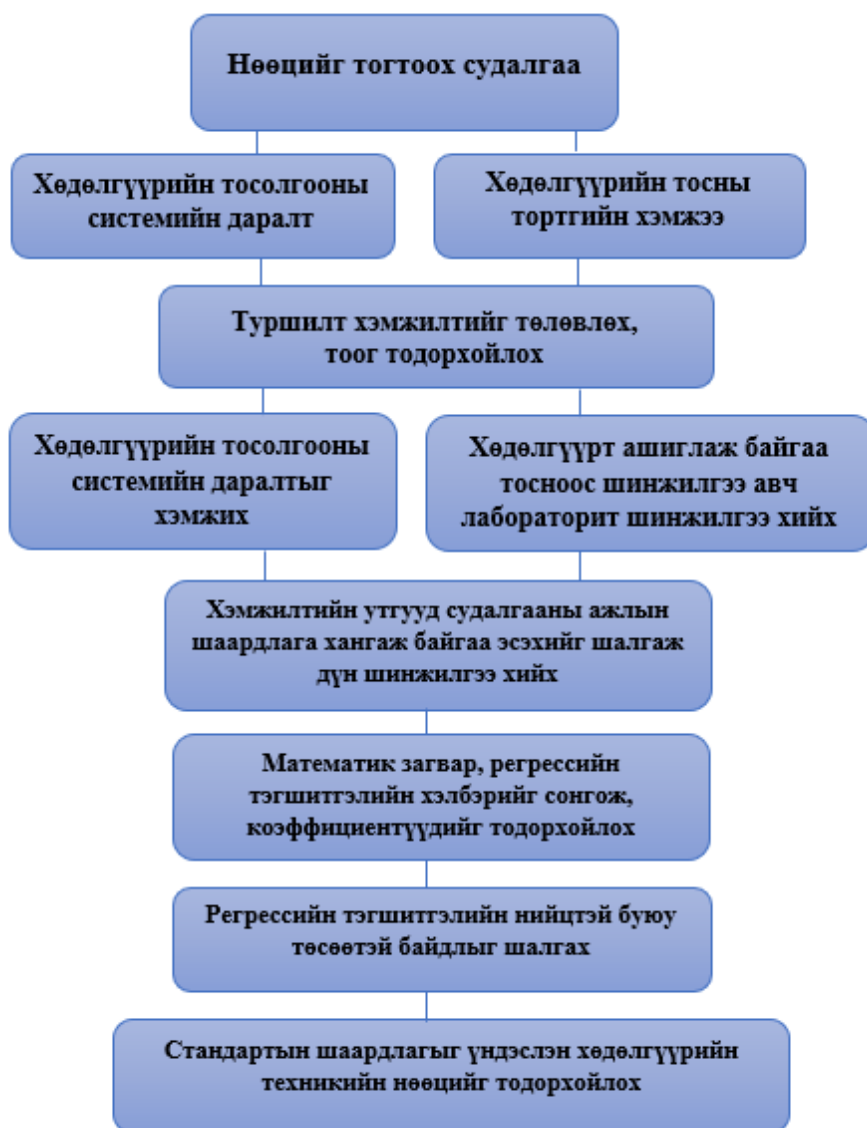 Нөөцийг тогтоох судалгаа
Хөдөлгүүрийн тосолгооны
системийн даралт
Хөдөлгүүрийн тосны
тортгийн хэмжээ
Туршилт хэмжилтийг төлөвлөх,
тоог тодорхойлох
Хөдөлгүүрийн тосолгооны
системийн даралтыг
хэмжих
Хөдөлгүүрт ашиглаж байгаа
тосноос шинжилгээ авч
лабораторит шинжилгээ хийх
Хэмжилтийн утгууд судалгааны ажлын
шаардлага хангаж байгаа эсэхийг шалгаж
дүн шинжилгээ хийх
Математик загвар, регрессийн
тэгшитгэлийн хэлбэрийг сонгож,
коэффициентүүдийг тодорхойлох
Регрессийн тэгшитгэлийн нийцтэй буюу
төсөөтэй байдлыг шалгах
Стандартын шаардлагыг үндэслэн хөдөлгүүрийн
техникийн нөөцийг тодорхойлох